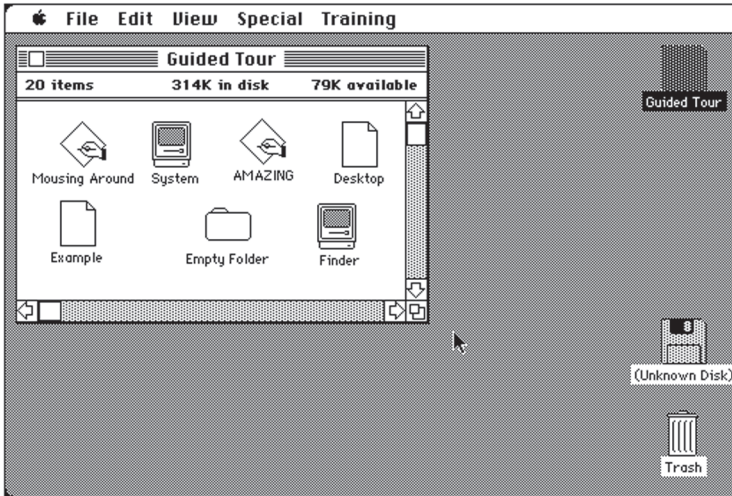 File Edit View Special Training
Guided Tour
20 items 314K in disk 79K available
Mousing Around System AMAZING Desktop
Example Empty Folder Finder
Guided Tour
(Unknown Disk)
Trash